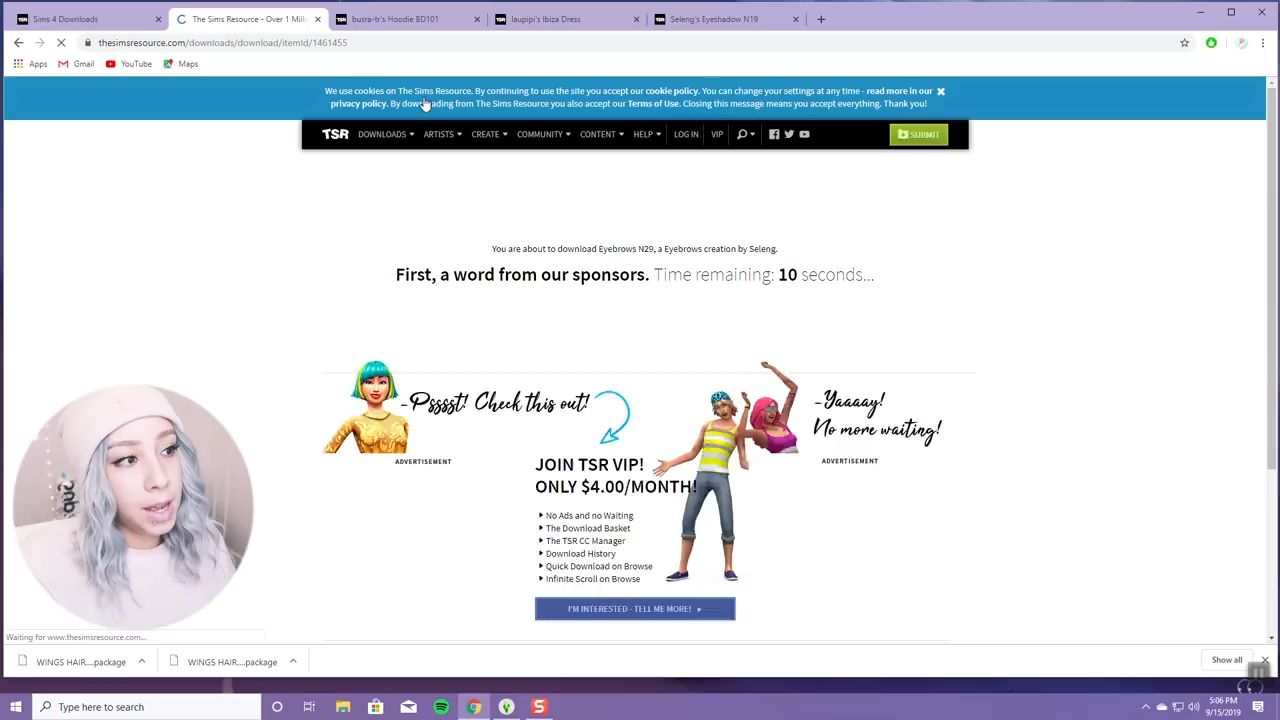 Sims 4 Downloads
The Sims Resource - Over 1 Milli
busra-tr's Hoodie BD101
laupipi's Ibiza Dress
Seleng's Eyeshadow N19
thesimsresource.com/downloads/download/itemId/1461455
Apps
Gmail
YouTube
Maps
We use cookies on The Sims Resource. By continuing to use the site you accept our cookie policy. You can change your settings at any time - read more in our
privacy policy. By downloading from The Sims Resource you also accept our Terms of Use. Closing this message means you accept everything. Thank you!
TSR DOWNLOADS ARTISTS CREATE COMMUNITY CONTENT HELP LOG IN VIP SUBMIT
You are about to download Eyebrows N29, a Eyebrows creation by Seleng.
First, a word from our sponsors. Time remaining: 10 seconds...
-Psssst! Check this out!
-Yaaaay!
No more waiting!
ADVERTISEMENT
ADVERTISEMENT
JOIN TSR VIP!
ONLY $4.00/MONTH!
No Ads and no Waiting
The Download Basket
The TSR CC Manager
Download History
Quick Download on Browse
Infinite Scroll on Browse
I'M INTERESTED - TELL ME MORE!
Waiting for www.thesimsresource.com...
WINGS HAIR....package
WINGS HAIR....package
Show all
Type here to search
5:06 PM
9/15/2019